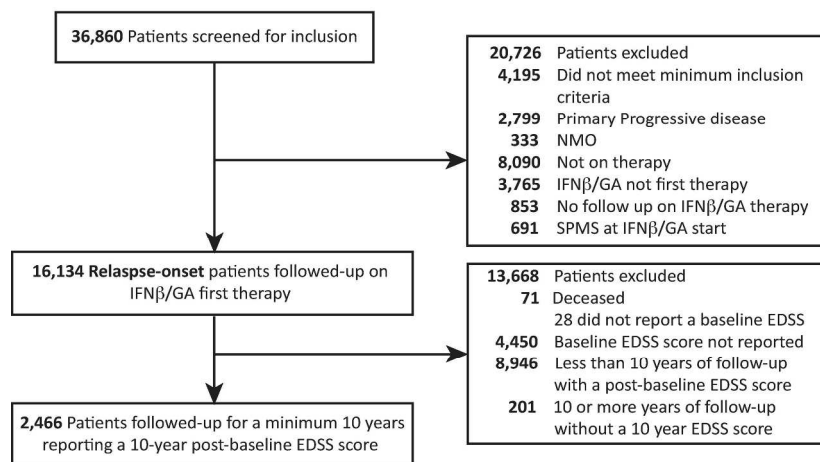 36,860 Patients screened for inclusion
20,726 Patients excluded
4,195 Did not meet minimum inclusion
criteria
2,799 Primary Progressive disease
333 NMO
8,090 Not on therapy
3,765 IFNβ/GA not first therapy
853 No follow up on IFNβ/GA therapy
691 SPMS at IFNβ/GA start
16,134 Relaspse-onset patients followed-up on
IFNβ/GA first therapy
13,668 Patients excluded
71 Deceased
28 did not report a baseline EDSS
4,450 Baseline EDSS score not reported
8,946 Less than 10 years of follow-up
with a post-baseline EDSS score
201 10 or more years of follow-up
without a 10 year EDSS score
2,466 Patients followed-up for a minimum 10 years
reporting a 10-year post-baseline EDSS score